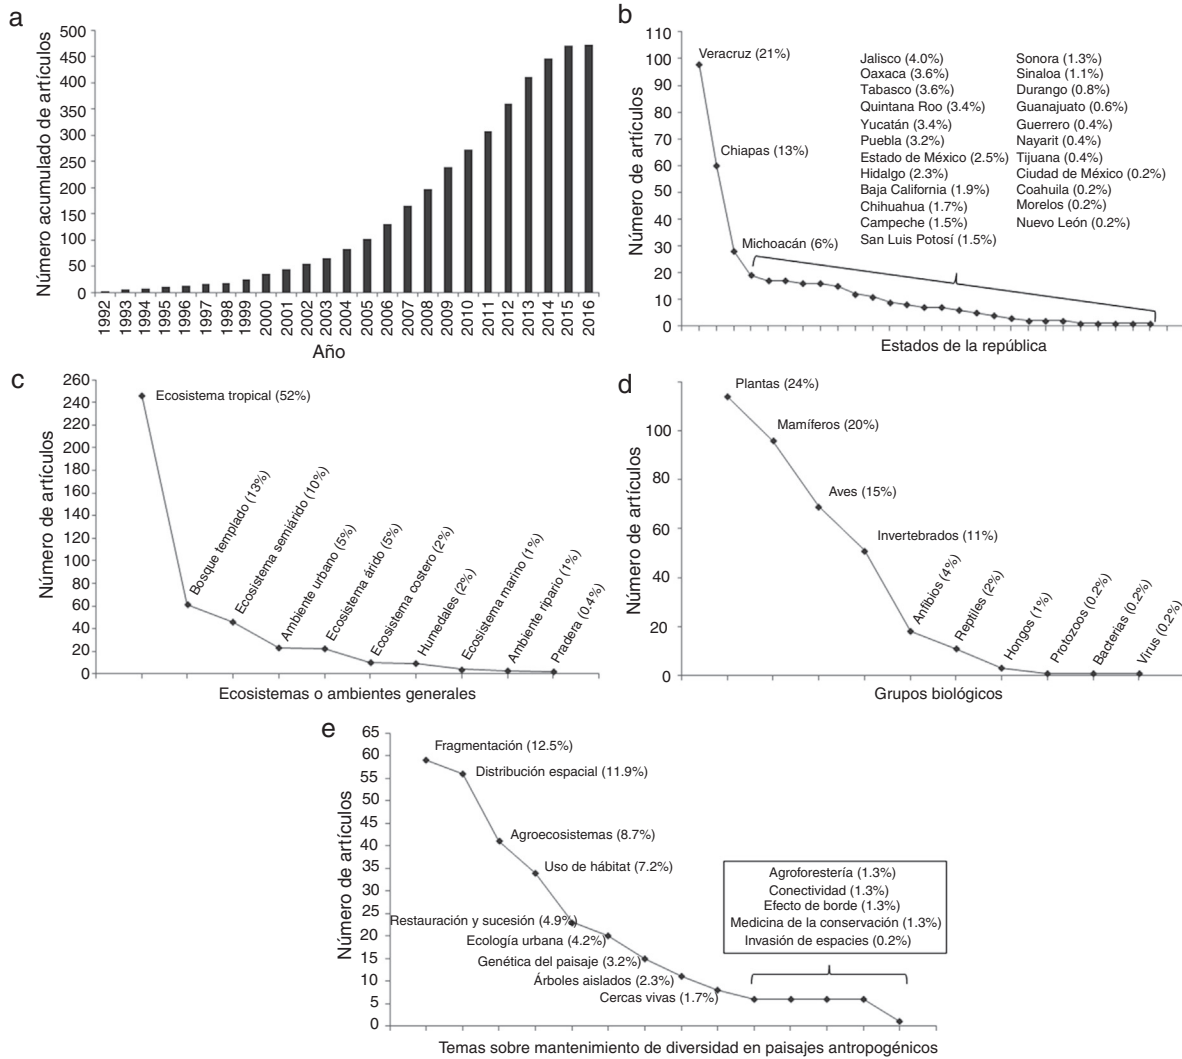 a
Número acumulado de artículos
500
450
400
350
300
250
200
150
100
50
0
1992
1993
1994
1995
1996
1997
1998
1999
2000
2001
2002
2003
2004
2005
2006
2007
2008
2009
2010
2011
2012
2013
2014
2015
2016
Año
b
Número de artículos
110
100
90
80
70
60
50
40
30
20
10
0
Veracruz (21%)
Chiapas (13%)
Michoacán (6%)
Jalisco (4.0%)
Oaxaca (3.6%)
Tabasco (3.6%)
Quintana Roo (3.4%)
Yucatán (3.4%)
Puebla (3.2%)
Estado de México (2.5%)
Hidalgo (2.3%)
Baja California (1.9%)
Chihuahua (1.7%)
Campeche (1.5%)
San Luis Potosí (1.5%)
Sonora (1.3%)
Sinaloa (1.1%)
Durango (0.8%)
Guanajuato (0.6%)
Guerrero (0.4%)
Nayarit (0.4%)
Tijuana (0.4%)
Ciudad de México (0.2%)
Coahuila (0.2%)
Morelos (0.2%)
Nuevo León (0.2%)
Estados de la república
c
Número de artículos
260
240
220
200
180
160
140
120
100
80
60
40
20
0
Ecosistema tropical (52%)
Bosque templado (13%)
Ecosistema semiárido (10%)
Ambiente urbano (5%)
Ecosistema árido (5%)
Ecosistema costero (2%)
Humedales (2%)
Ecosistema marino (1%)
Ambiente ripario (1%)
Pradera (0.4%)
Ecosistemas o ambientes generales
d
Número de artículos
100
80
60
40
20
0
Plantas (24%)
Mamíferos (20%)
Aves (15%)
Invertebrados (11%)
Anfibios (4%)
Reptiles (2%)
Hongos (1%)
Protozoos (0.2%)
Bacterias (0.2%)
Virus (0.2%)
Grupos biológicos
e
Número de artículos
65
60
55
50
45
40
35
30
25
20
15
10
5
0
Fragmentación (12.5%)
Distribución espacial (11.9%)
Agroecosistemas (8.7%)
Uso de hábitat (7.2%)
Restauración y sucesión (4.9%)
Ecología urbana (4.2%)
Genética del paisaje (3.2%)
Árboles aislados (2.3%)
Cercas vivas (1.7%)
Agroforestería (1.3%)
Conectividad (1.3%)
Efecto de borde (1.3%)
Medicina de la conservación (1.3%)
Invasión de espacies (0.2%)
Temas sobre mantenimiento de diversidad en paisajes antropogénicos